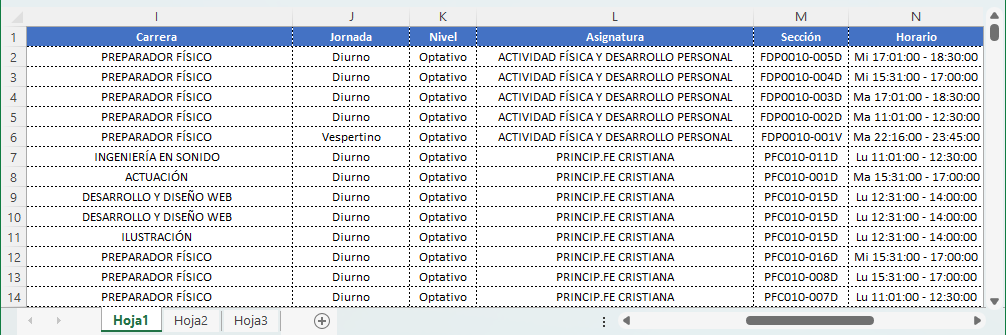 I J K L M N
1 Carrera Jornada Nivel Asignatura Sección Horario
2 PREPARADOR FÍSICO Diurno Optativo ACTIVIDAD FÍSICA Y DESARROLLO PERSONAL FDP0010-005D Mi 17:01:00 - 18:30:00
3 PREPARADOR FÍSICO Diurno Optativo ACTIVIDAD FÍSICA Y DESARROLLO PERSONAL FDP0010-004D Mi 15:31:00 - 17:00:00
4 PREPARADOR FÍSICO Diurno Optativo ACTIVIDAD FÍSICA Y DESARROLLO PERSONAL FDP0010-003D Ma 17:01:00 - 18:30:00
5 PREPARADOR FÍSICO Diurno Optativo ACTIVIDAD FÍSICA Y DESARROLLO PERSONAL FDP0010-002D Ma 11:01:00 - 12:30:00
6 PREPARADOR FÍSICO Vespertino Optativo ACTIVIDAD FÍSICA Y DESARROLLO PERSONAL FDP0010-001V Ma 22:16:00 - 23:45:00
7 INGENIERÍA EN SONIDO Diurno Optativo PRINCIP.FE CRISTIANA PFC010-011D Lu 11:01:00 - 12:30:00
8 ACTUACIÓN Diurno Optativo PRINCIP.FE CRISTIANA PFC010-001D Ma 15:31:00 - 17:00:00
9 DESARROLLO Y DISEÑO WEB Diurno Optativo PRINCIP.FE CRISTIANA PFC010-015D Lu 12:31:00 - 14:00:00
10 DESARROLLO Y DISEÑO WEB Diurno Optativo PRINCIP.FE CRISTIANA PFC010-015D Lu 12:31:00 - 14:00:00
11 ILUSTRACIÓN Diurno Optativo PRINCIP.FE CRISTIANA PFC010-015D Lu 12:31:00 - 14:00:00
12 PREPARADOR FÍSICO Diurno Optativo PRINCIP.FE CRISTIANA PFC010-016D Mi 15:31:00 - 17:00:00
13 PREPARADOR FÍSICO Diurno Optativo PRINCIP.FE CRISTIANA PFC010-008D Lu 15:31:00 - 17:00:00
14 PREPARADOR FÍSICO Diurno Optativo PRINCIP.FE CRISTIANA PFC010-007D Lu 11:01:00 - 12:30:00
Hoja1 Hoja2 Hoja3